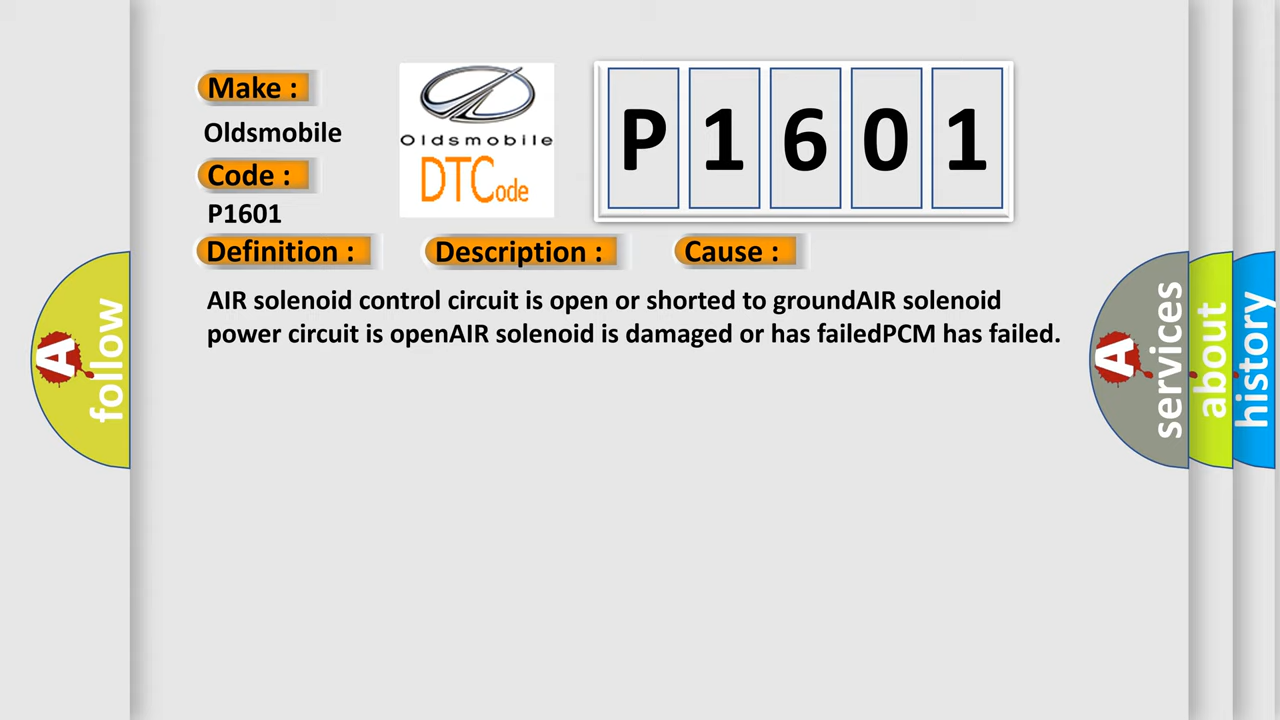 Make :
Oldsmobile
Code :
P1601
Oldsmobile
DTCode
P 1 6 0 1
Definition :
Description :
Cause :
AIR solenoid control circuit is open or shorted to groundAIR solenoid
power circuit is openAIR solenoid is damaged or has failedPCM has failed.
A
follow
A
services
about
history